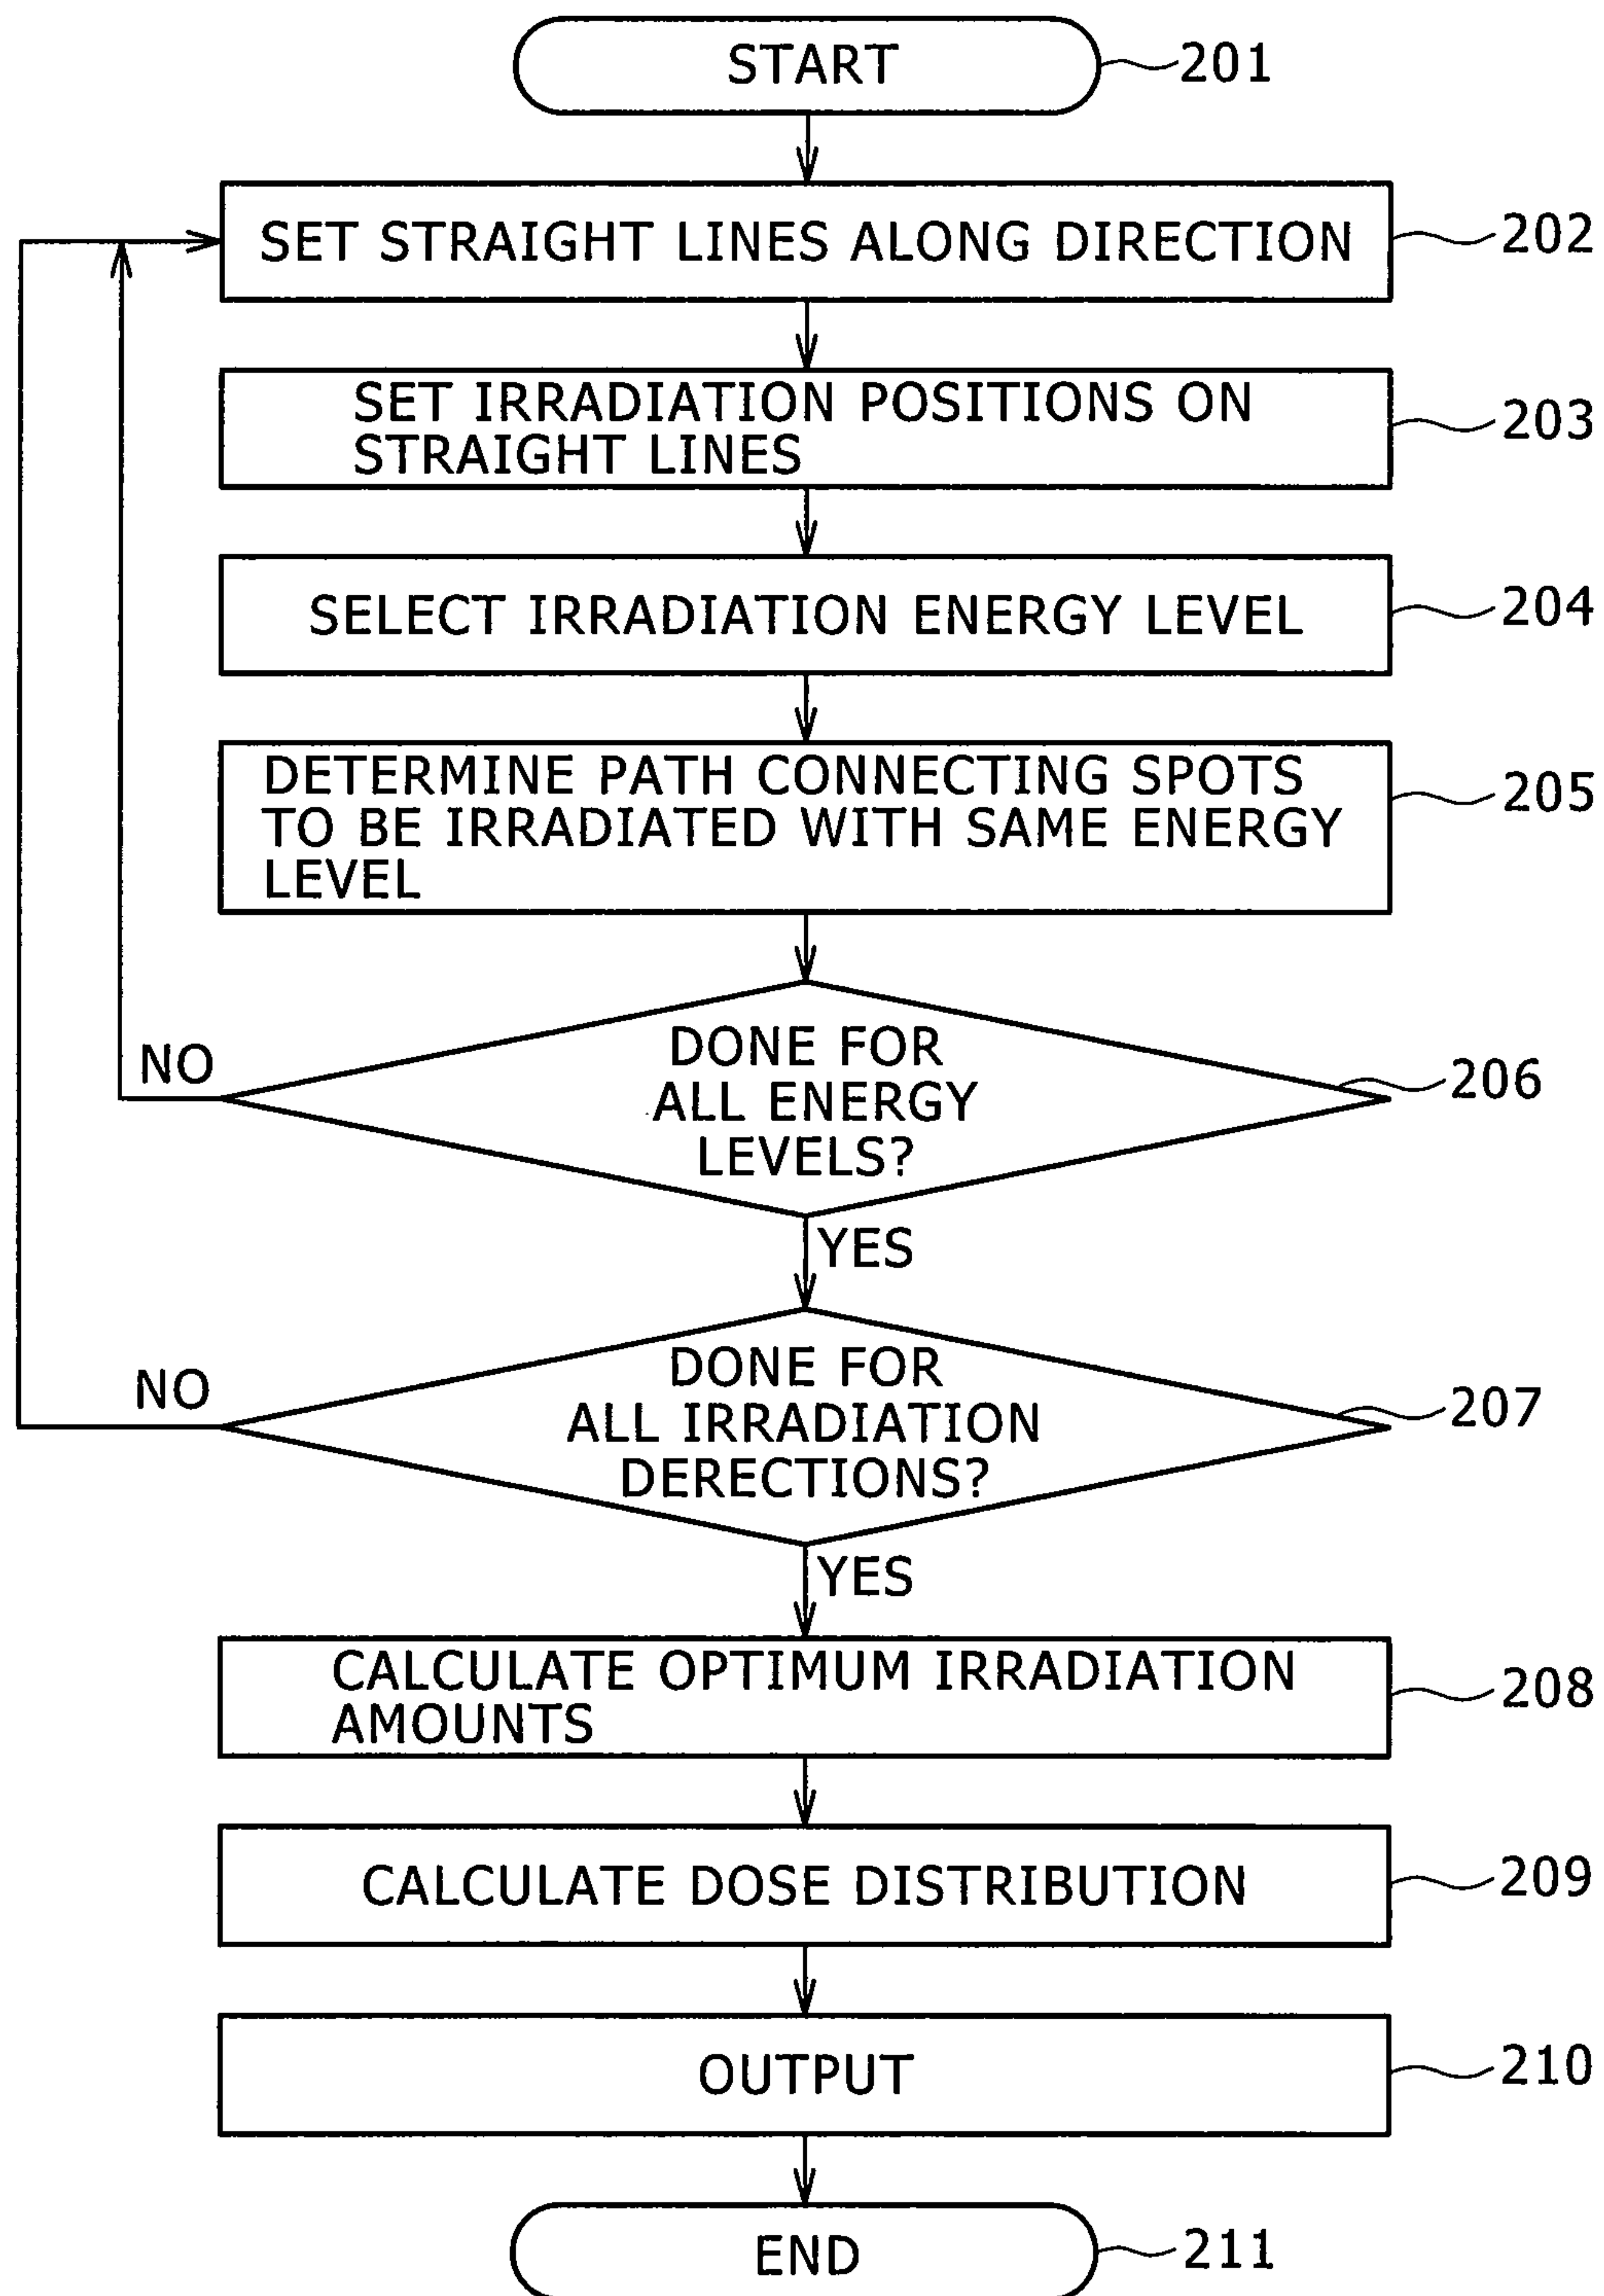 START
201
SET STRAIGHT LINES ALONG DIRECTION
202
SET IRRADIATION POSITIONS ON
STRAIGHT LINES
203
SELECT IRRADIATION ENERGY LEVEL
204
DETERMINE PATH CONNECTING SPOTS
TO BE IRRADIATED WITH SAME ENERGY
LEVEL
205
DONE FOR
ALL ENERGY
LEVELS?
206
NO
YES
DONE FOR
ALL IRRADIATION
DERECTIONS?
207
NO
YES
CALCULATE OPTIMUM IRRADIATION
AMOUNTS
208
CALCULATE DOSE DISTRIBUTION
209
OUTPUT
210
END
211